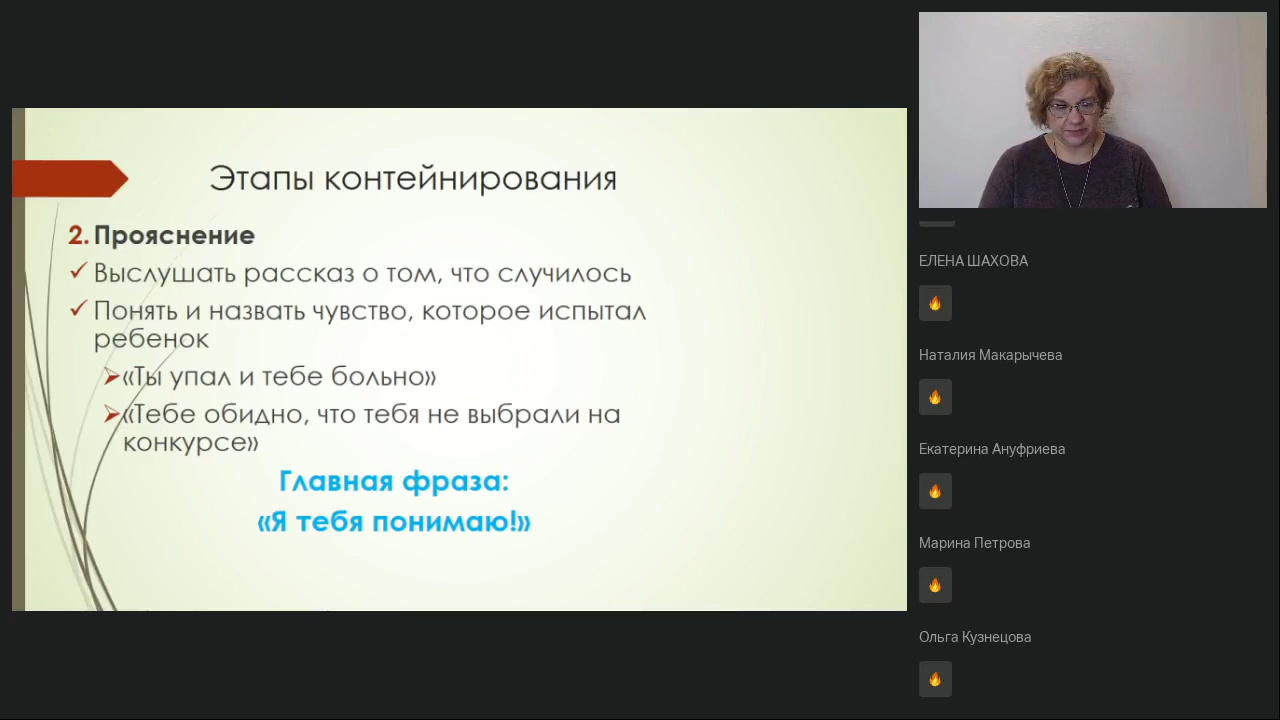 Этапы контейнирования
2. Прояснение
Выслушать рассказ о том, что случилось
Понять и назвать чувство, которое испытал
ребенок
«Ты упал и тебе больно»
«Тебе обидно, что тебя не выбрали на
конкурсе»
Главная фраза:
«Я тебя понимаю!»
ЕЛЕНА ШАХОВА
Наталия Макарычева
Екатерина Ануфриева
Марина Петрова
Ольга Кузнецова